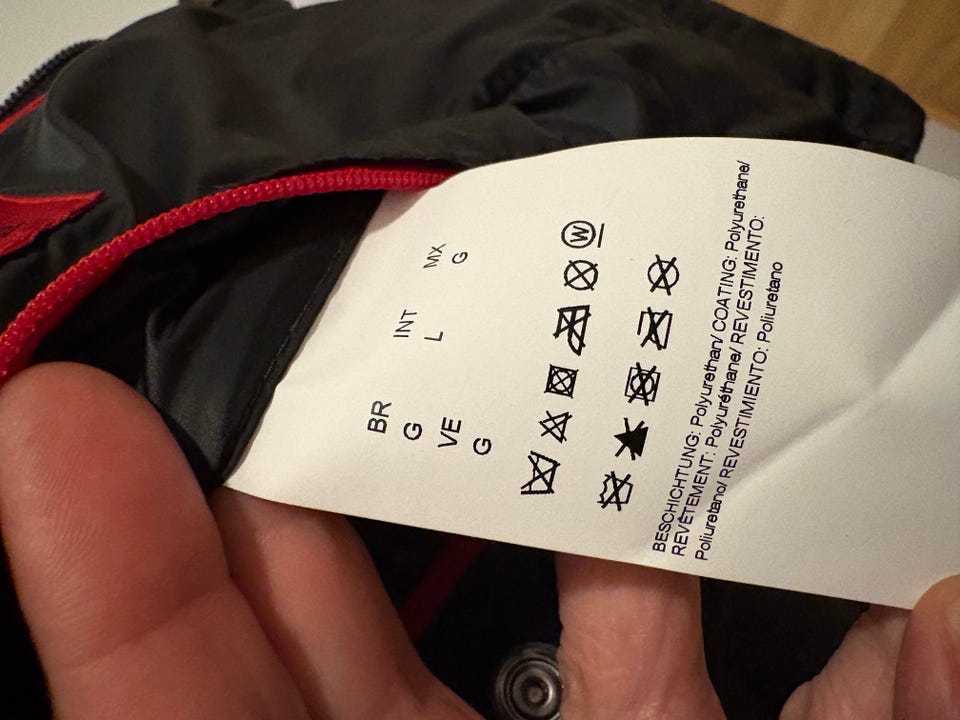 BR INT MX
G L G
VE
G
W
BESCHICHTUNG: Polyurethan/ COATING: Polyurethane/
REVÊTEMENT: Polyuréthane/ REVESTIMENTO:
Poliuretano/ REVESTIMIENTO: Poliuretano